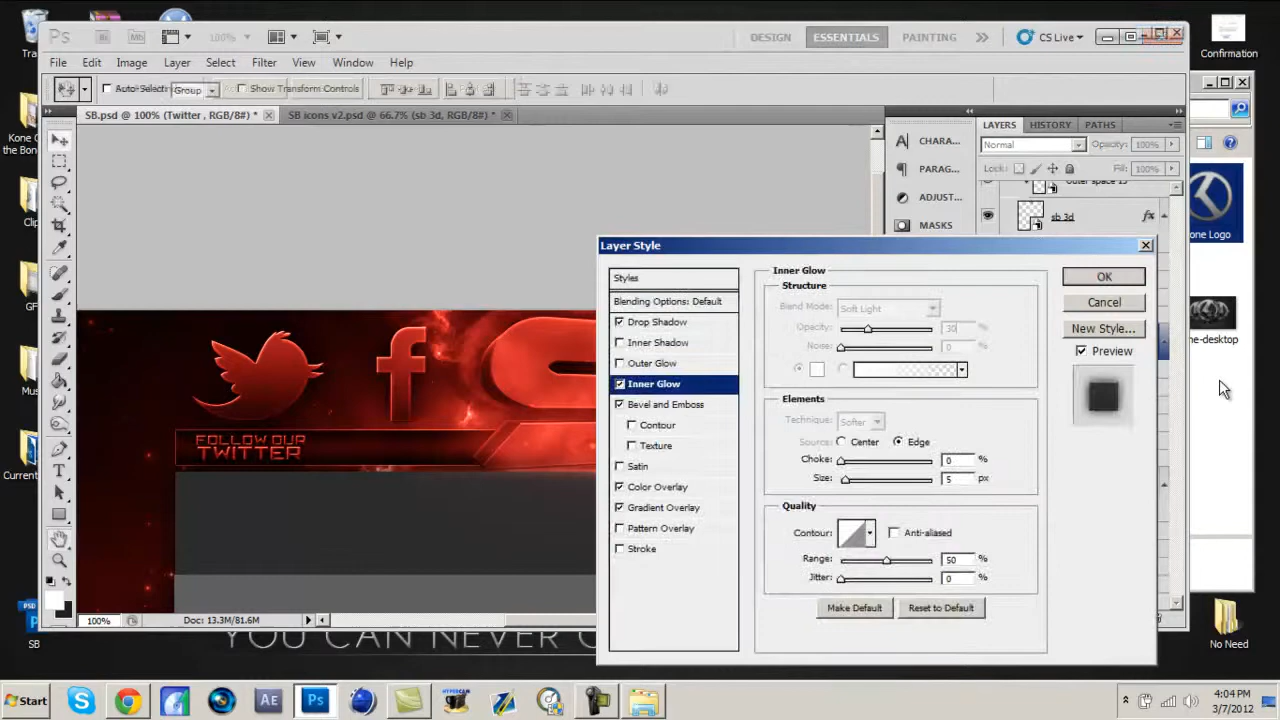 Confirmation
Kone
the Bon
Clip
GF
Mus
Current
SB
Ps
Br
Mb
100%
DESIGN
ESSENTIALS
PAINTING
CS Live
File Edit Image Layer Select Filter View Window Help
Auto-Select: Group Show Transform Controls
SB.psd @ 100% (Twitter , RGB/8#) *
SB icons v2.psd @ 66.7% (sb 3d, RGB/8#) *
LAYERS HISTORY PATHS
Normal Opacity: 100%
Lock: Fill: 100%
CHARA...
PARAG...
ADJUST...
MASKS
sb 3d
fx
one Logo
ne-desktop
No Need
FOLLOW OUR
TWITTER
f
100% Doc: 13.3M/81.6M
YOU CAN NEVER
Layer Style
Styles
Blending Options: Default
Drop Shadow
Inner Shadow
Outer Glow
Inner Glow
Bevel and Emboss
Contour
Texture
Satin
Color Overlay
Gradient Overlay
Pattern Overlay
Stroke
Inner Glow
Structure
Blend Mode: Soft Light
Opacity: 30 %
Noise: 0 %
Elements
Technique: Softer
Source: Center Edge
Choke: 0 %
Size: 5 px
Quality
Contour: Anti-aliased
Range: 50 %
Jitter: 0 %
Make Default Reset to Default
OK
Cancel
New Style...
Preview
Start
AE
Ps
HYPERCAM
4:04 PM
3/7/2012